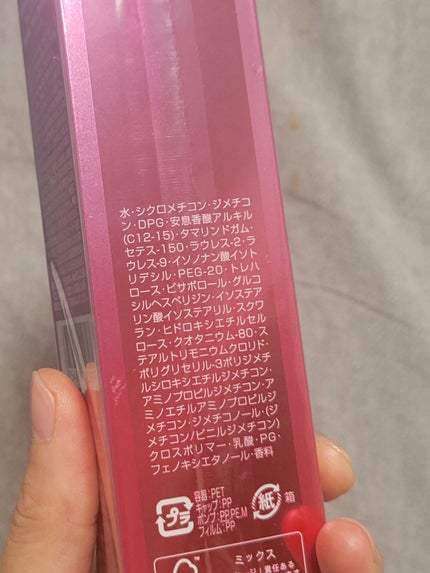 水・シクロメチコン・ジメチコ
ン・DPG・安息香酸アルキル
(C12-15)・タマリンドガム・
セテス-150・ラウレス-2・ラ
ウレス-9・イソノナン酸イソト
リデシル・PEG-20・トレハ
ロース・ビサボロール・グルコ
シルヘスペリジン・イソステア
リン酸イソステアリル・スクワ
ラン・ヒドロキシエチルセル
ロース・クオタニウム-80・ス
テアルトリモニウムクロリド・
ポリグリセリル-3ポリジメチ
ルシロキシエチルジメチコン・
アミノプロピルジメチコン・ア
ミノエチルアミノプロピルジ
メチコン・ジメチコノール・(ジ
メチコン/ビニルジメチコン)
クロスポリマー・乳酸・PG・
フェノキシエタノール・香料
プラ
容器:PET
キャップ:PP
ポンプ:PP,PE,M
フィルム:PP
紙
箱
ミックス
責任ある